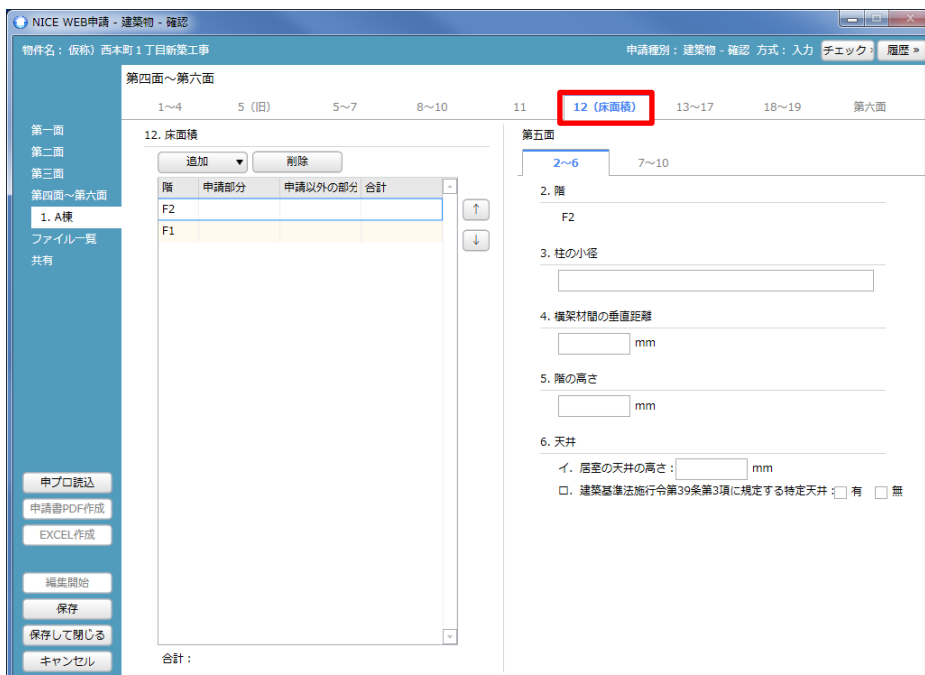 NICE WEB申請 - 建築物 - 確認
物件名：仮称）西本町１丁目新築工事
申請種別：建築物 - 確認 方式：入力 チェック » 履歴 »
第四面～第六面
1～4 5（旧） 5～7 8～10 11 12（床面積） 13～17 18～19 第六面
第一面
第二面
第三面
第四面～第六面
1. A棟
ファイル一覧
共有
申プロ読込
申請書PDF作成
EXCEL作成
編集開始
保存
保存して閉じる
キャンセル
12. 床面積
追加 ▼ 削除
階 申請部分 申請以外の部分 合計
F2
F1
↑
↓
合計：
第五面
2～6 7～10
2. 階
F2
3. 柱の小径
4. 横架材間の垂直距離
mm
5. 階の高さ
mm
6. 天井
イ．居室の天井の高さ： mm
ロ．建築基準法施行令第39条第3項に規定する特定天井： 有 無